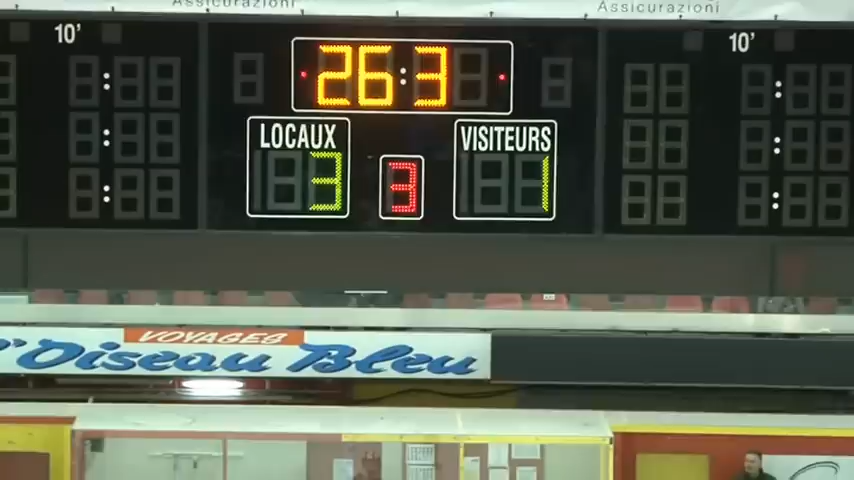 Assicurazioni Assicurazioni
10' 26:3 10'
LOCAUX VISITEURS
3 3 1
VOYAGES
l'Oiseau Bleu